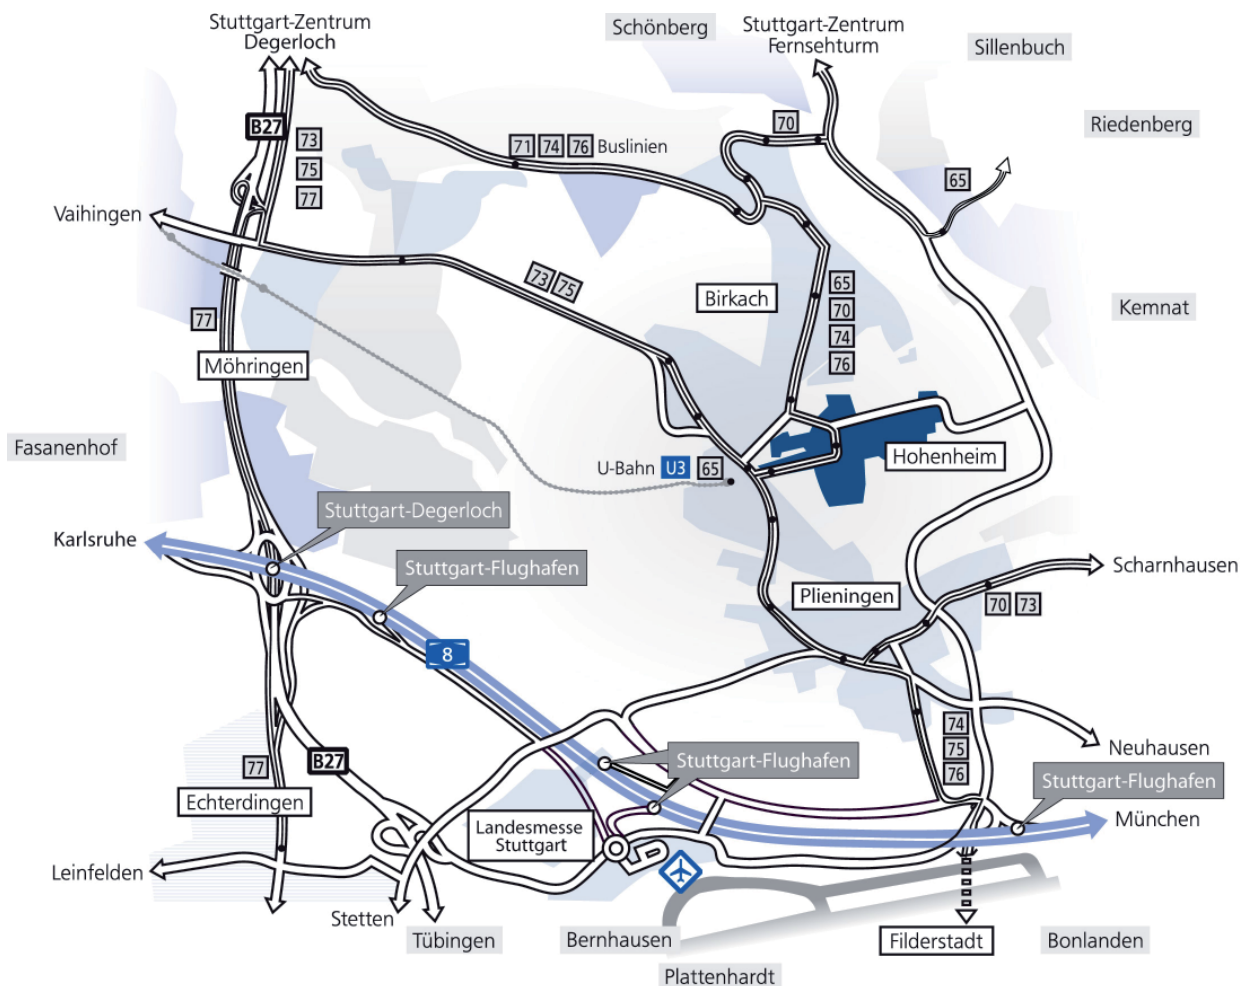 Stuttgart-Zentrum
Degerloch
Schönberg
Stuttgart-Zentrum
Fernsehturm
Sillenbuch
B27
73
75
77
71 74 76 Buslinien
70
Riedenberg
65
Vaihingen
73 75
Birkach
65
70
74
76
Kemnat
77
Möhringen
Fasanenhof
U-Bahn U3 65
Hohenheim
Stuttgart-Degerloch
Karlsruhe
Stuttgart-Flughafen
Scharnhausen
Plieningen
70 73
8
74
75
76
Neuhausen
B27
77
Stuttgart-Flughafen
Stuttgart-Flughafen
Echterdingen
Landesmesse
Stuttgart
München
Leinfelden
Stetten
Tübingen
Bernhausen
Filderstadt
Bonlanden
Plattenhardt